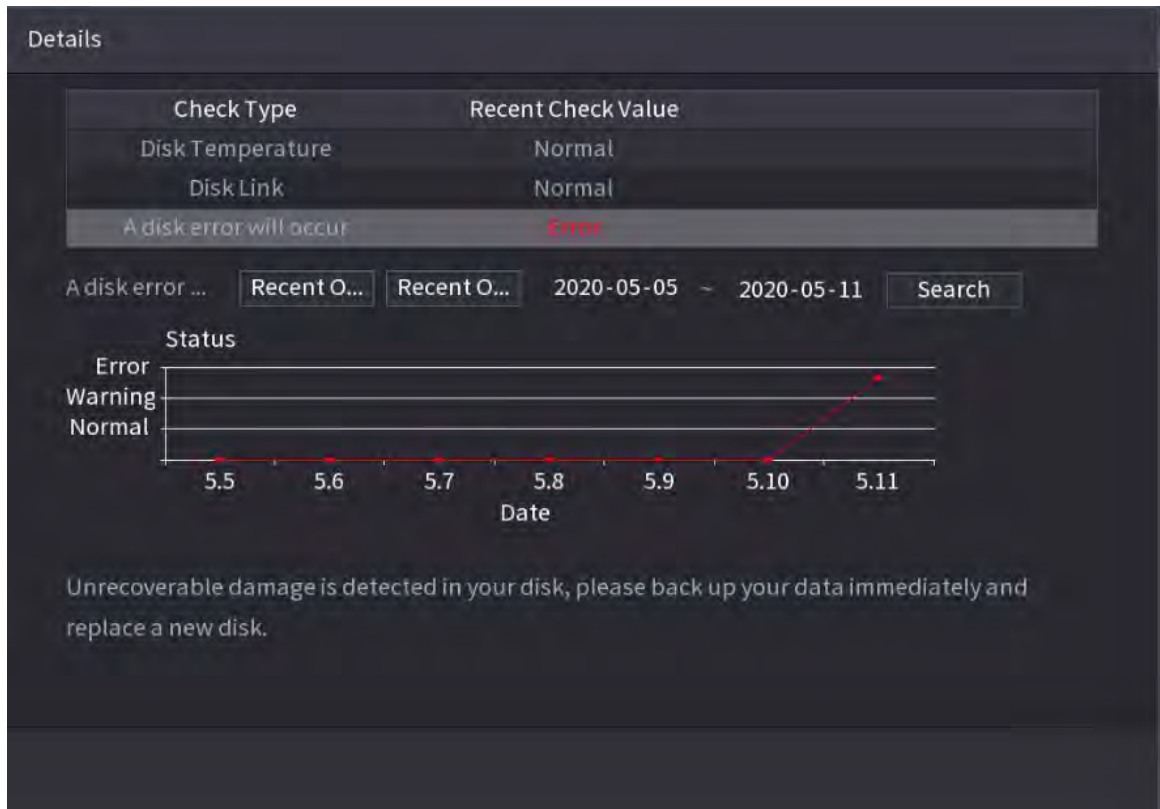 Details
Check Type Recent Check Value
Disk Temperature Normal
Disk Link Normal
A disk error will occur Error
A disk error ... Recent O... Recent O... 2020-05-05 ~ 2020-05-11 Search
Status
Error
Warning
Normal
5.5 5.6 5.7 5.8 5.9 5.10 5.11
Date
Unrecoverable damage is detected in your disk, please back up your data immediately and
replace a new disk.